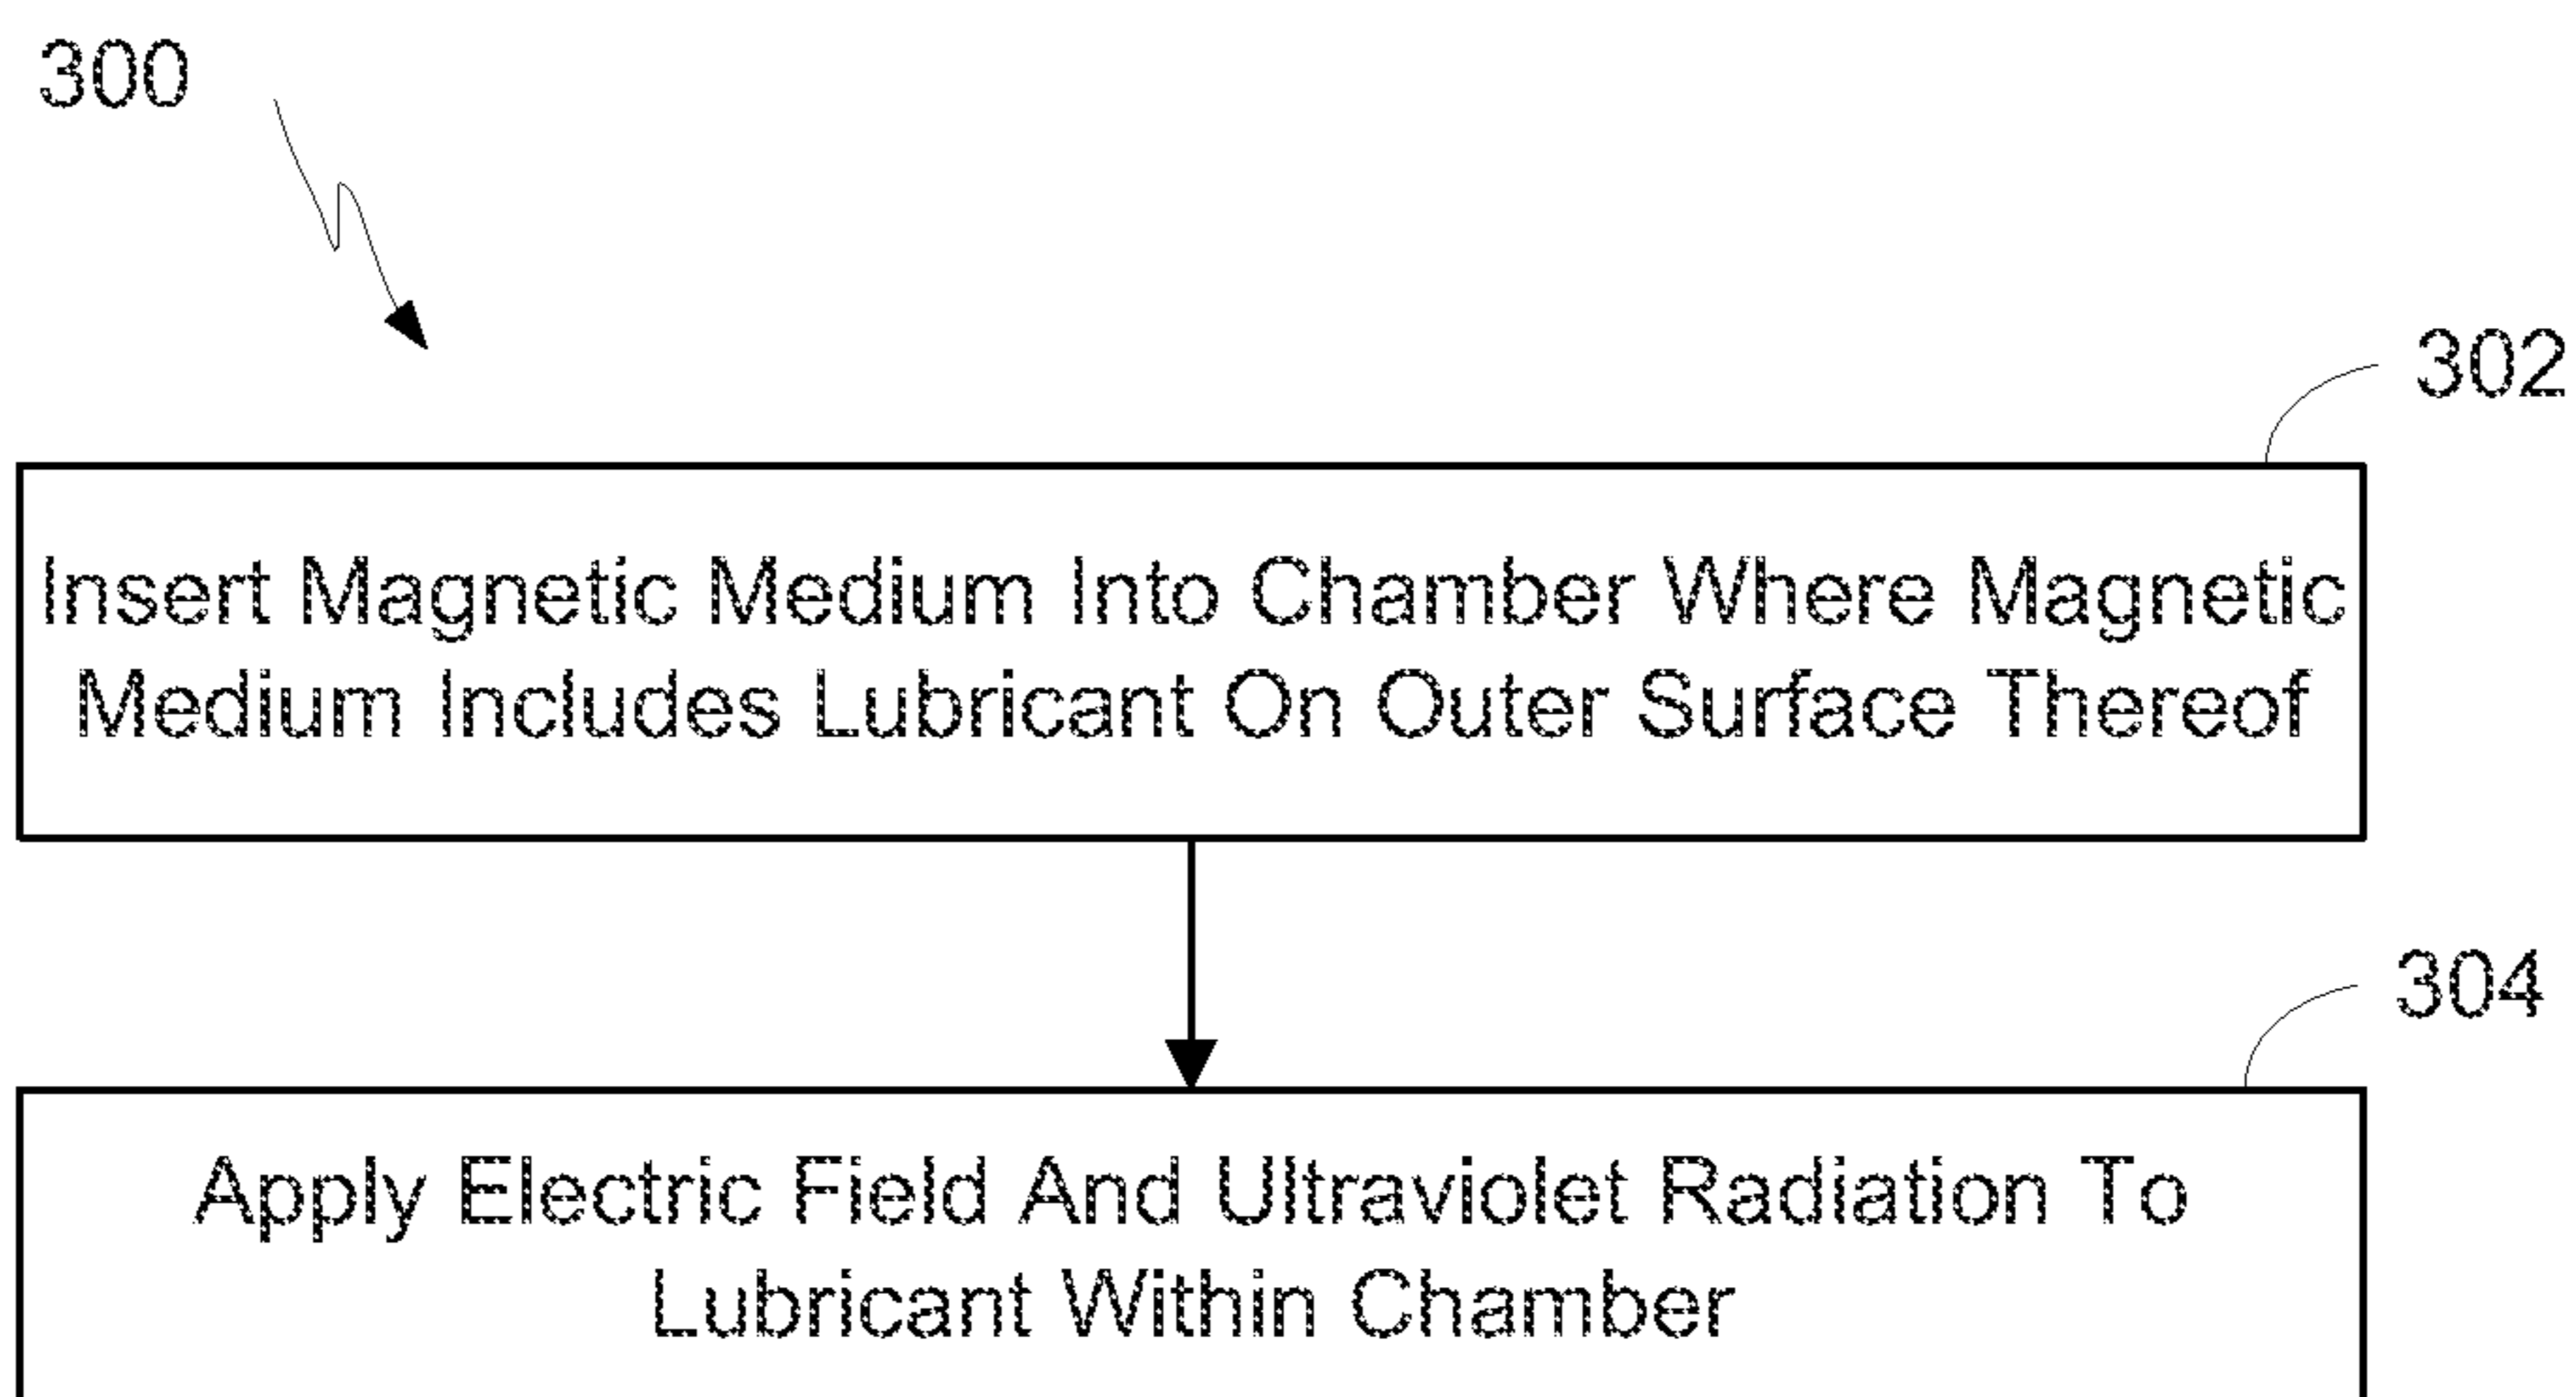 300
302
Insert Magnetic Medium Into Chamber Where Magnetic
Medium Includes Lubricant On Outer Surface Thereof
304
Apply Electric Field And Ultraviolet Radiation To
Lubricant Within Chamber